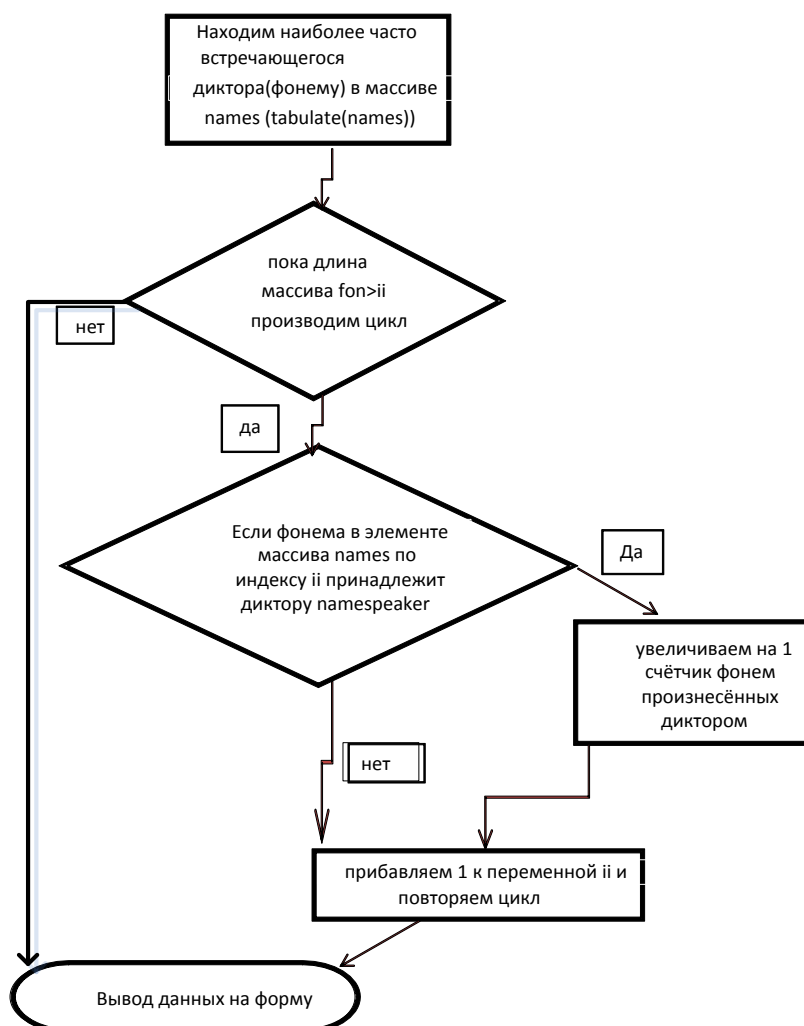 Находим наиболее часто
встречающегося
диктора(фонему) в массиве
names (tabulate(names))
пока длина
массива fon>ii
производим цикл
нет
да
Если фонема в элементе
массива names по
индексу ii принадлежит
диктору namespeaker
Да
увеличиваем на 1
счётчик фонем
произнесённых
диктором
нет
прибавляем 1 к переменной ii и
повторяем цикл
Вывод данных на форму